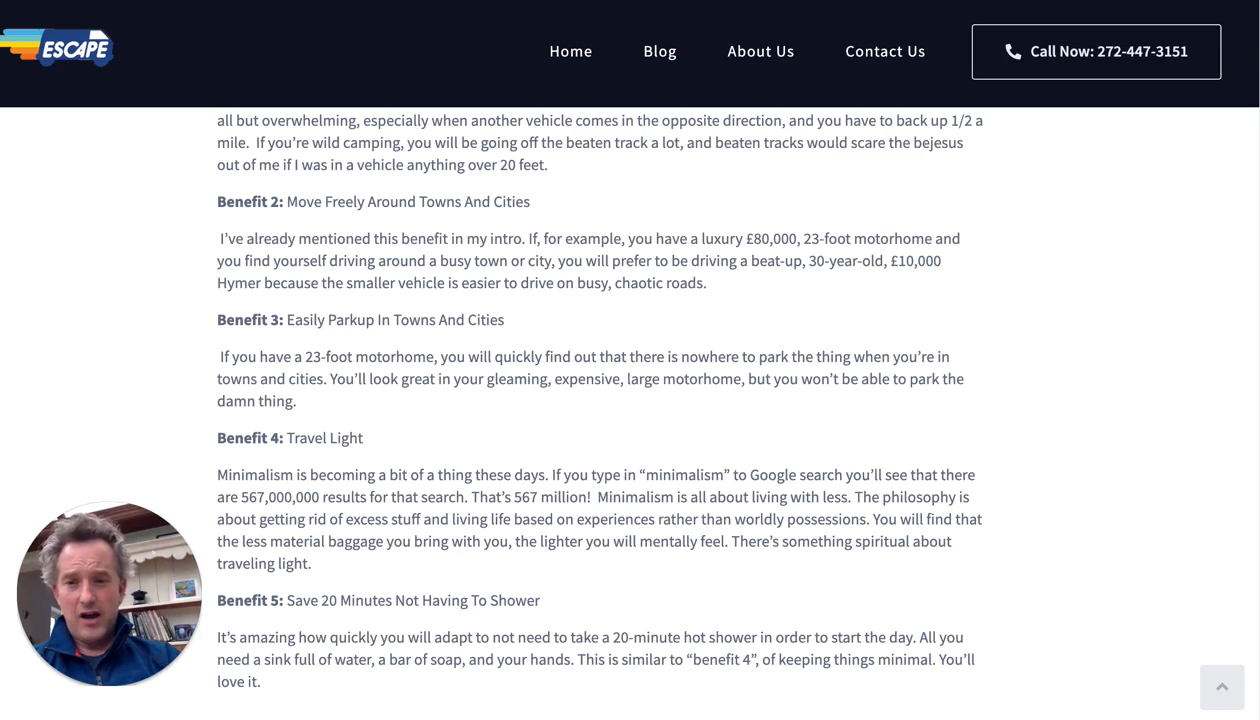 ESCAPE
Home
Blog
About Us
Contact Us
Call Now: 272-447-3151
all but overwhelming, especially when another vehicle comes in the opposite direction, and you have to back up 1/2 a
mile.  If you’re wild camping, you will be going off the beaten track a lot, and beaten tracks would scare the bejesus
out of me if I was in a vehicle anything over 20 feet.
Benefit 2: Move Freely Around Towns And Cities
I’ve already mentioned this benefit in my intro. If, for example, you have a luxury £80,000, 23-foot motorhome and
you find yourself driving around a busy town or city, you will prefer to be driving a beat-up, 30-year-old, £10,000
Hymer because the smaller vehicle is easier to drive on busy, chaotic roads.
Benefit 3: Easily Parkup In Towns And Cities
If you have a 23-foot motorhome, you will quickly find out that there is nowhere to park the thing when you’re in
towns and cities. You’ll look great in your gleaming, expensive, large motorhome, but you won’t be able to park the
damn thing.
Benefit 4: Travel Light
Minimalism is becoming a bit of a thing these days. If you type in “minimalism” to Google search you’ll see that there
are 567,000,000 results for that search. That’s 567 million!  Minimalism is all about living with less. The philosophy is
about getting rid of excess stuff and living life based on experiences rather than worldly possessions. You will find that
the less material baggage you bring with you, the lighter you will mentally feel. There’s something spiritual about
traveling light.
Benefit 5: Save 20 Minutes Not Having To Shower
It’s amazing how quickly you will adapt to not need to take a 20-minute hot shower in order to start the day. All you
need a sink full of water, a bar of soap, and your hands. This is similar to “benefit 4”, of keeping things minimal. You’ll
love it.